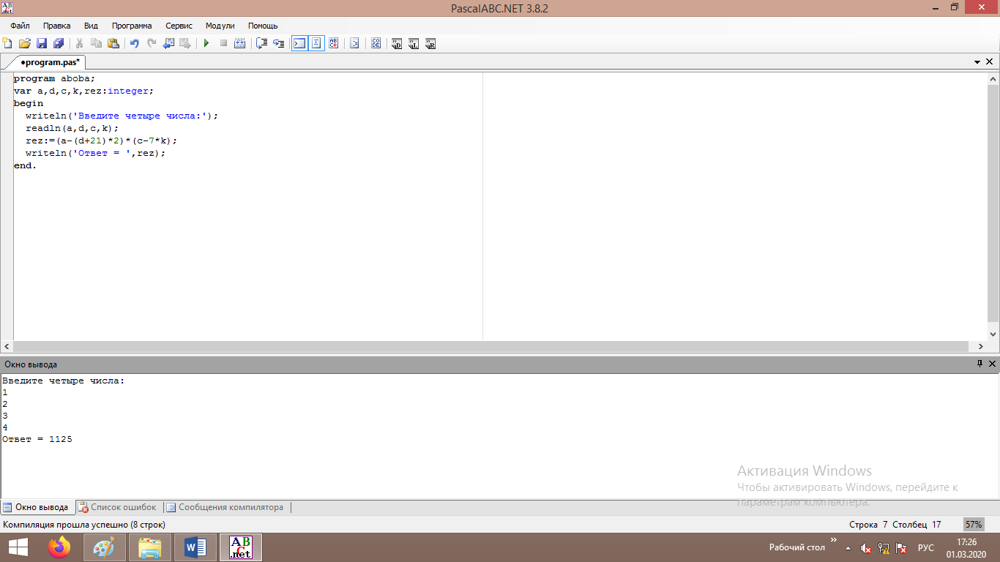 PascalABC.NET 3.8.2
Файл Правка Вид Программа Сервис Модули Помощь
•program.pas*
program aboba;
var a,d,c,k,rez:integer;
begin
writeln('Введите четыре числа:');
readln(a,d,c,k);
rez:=(a-(d+21)*2)*(c-7*k);
writeln('Ответ = ',rez);
end.
Окно вывода
Введите четыре числа:
1
2
3
4
Ответ = 1125
Активация Windows
Чтобы активировать Windows, перейдите к
параметрам компьютера.
Окно вывода Список ошибок Сообщения компилятора
Компиляция прошла успешно (8 строк) Строка 7 Столбец 17 57%
Рабочий стол » РУС 17:26
01.03.2020